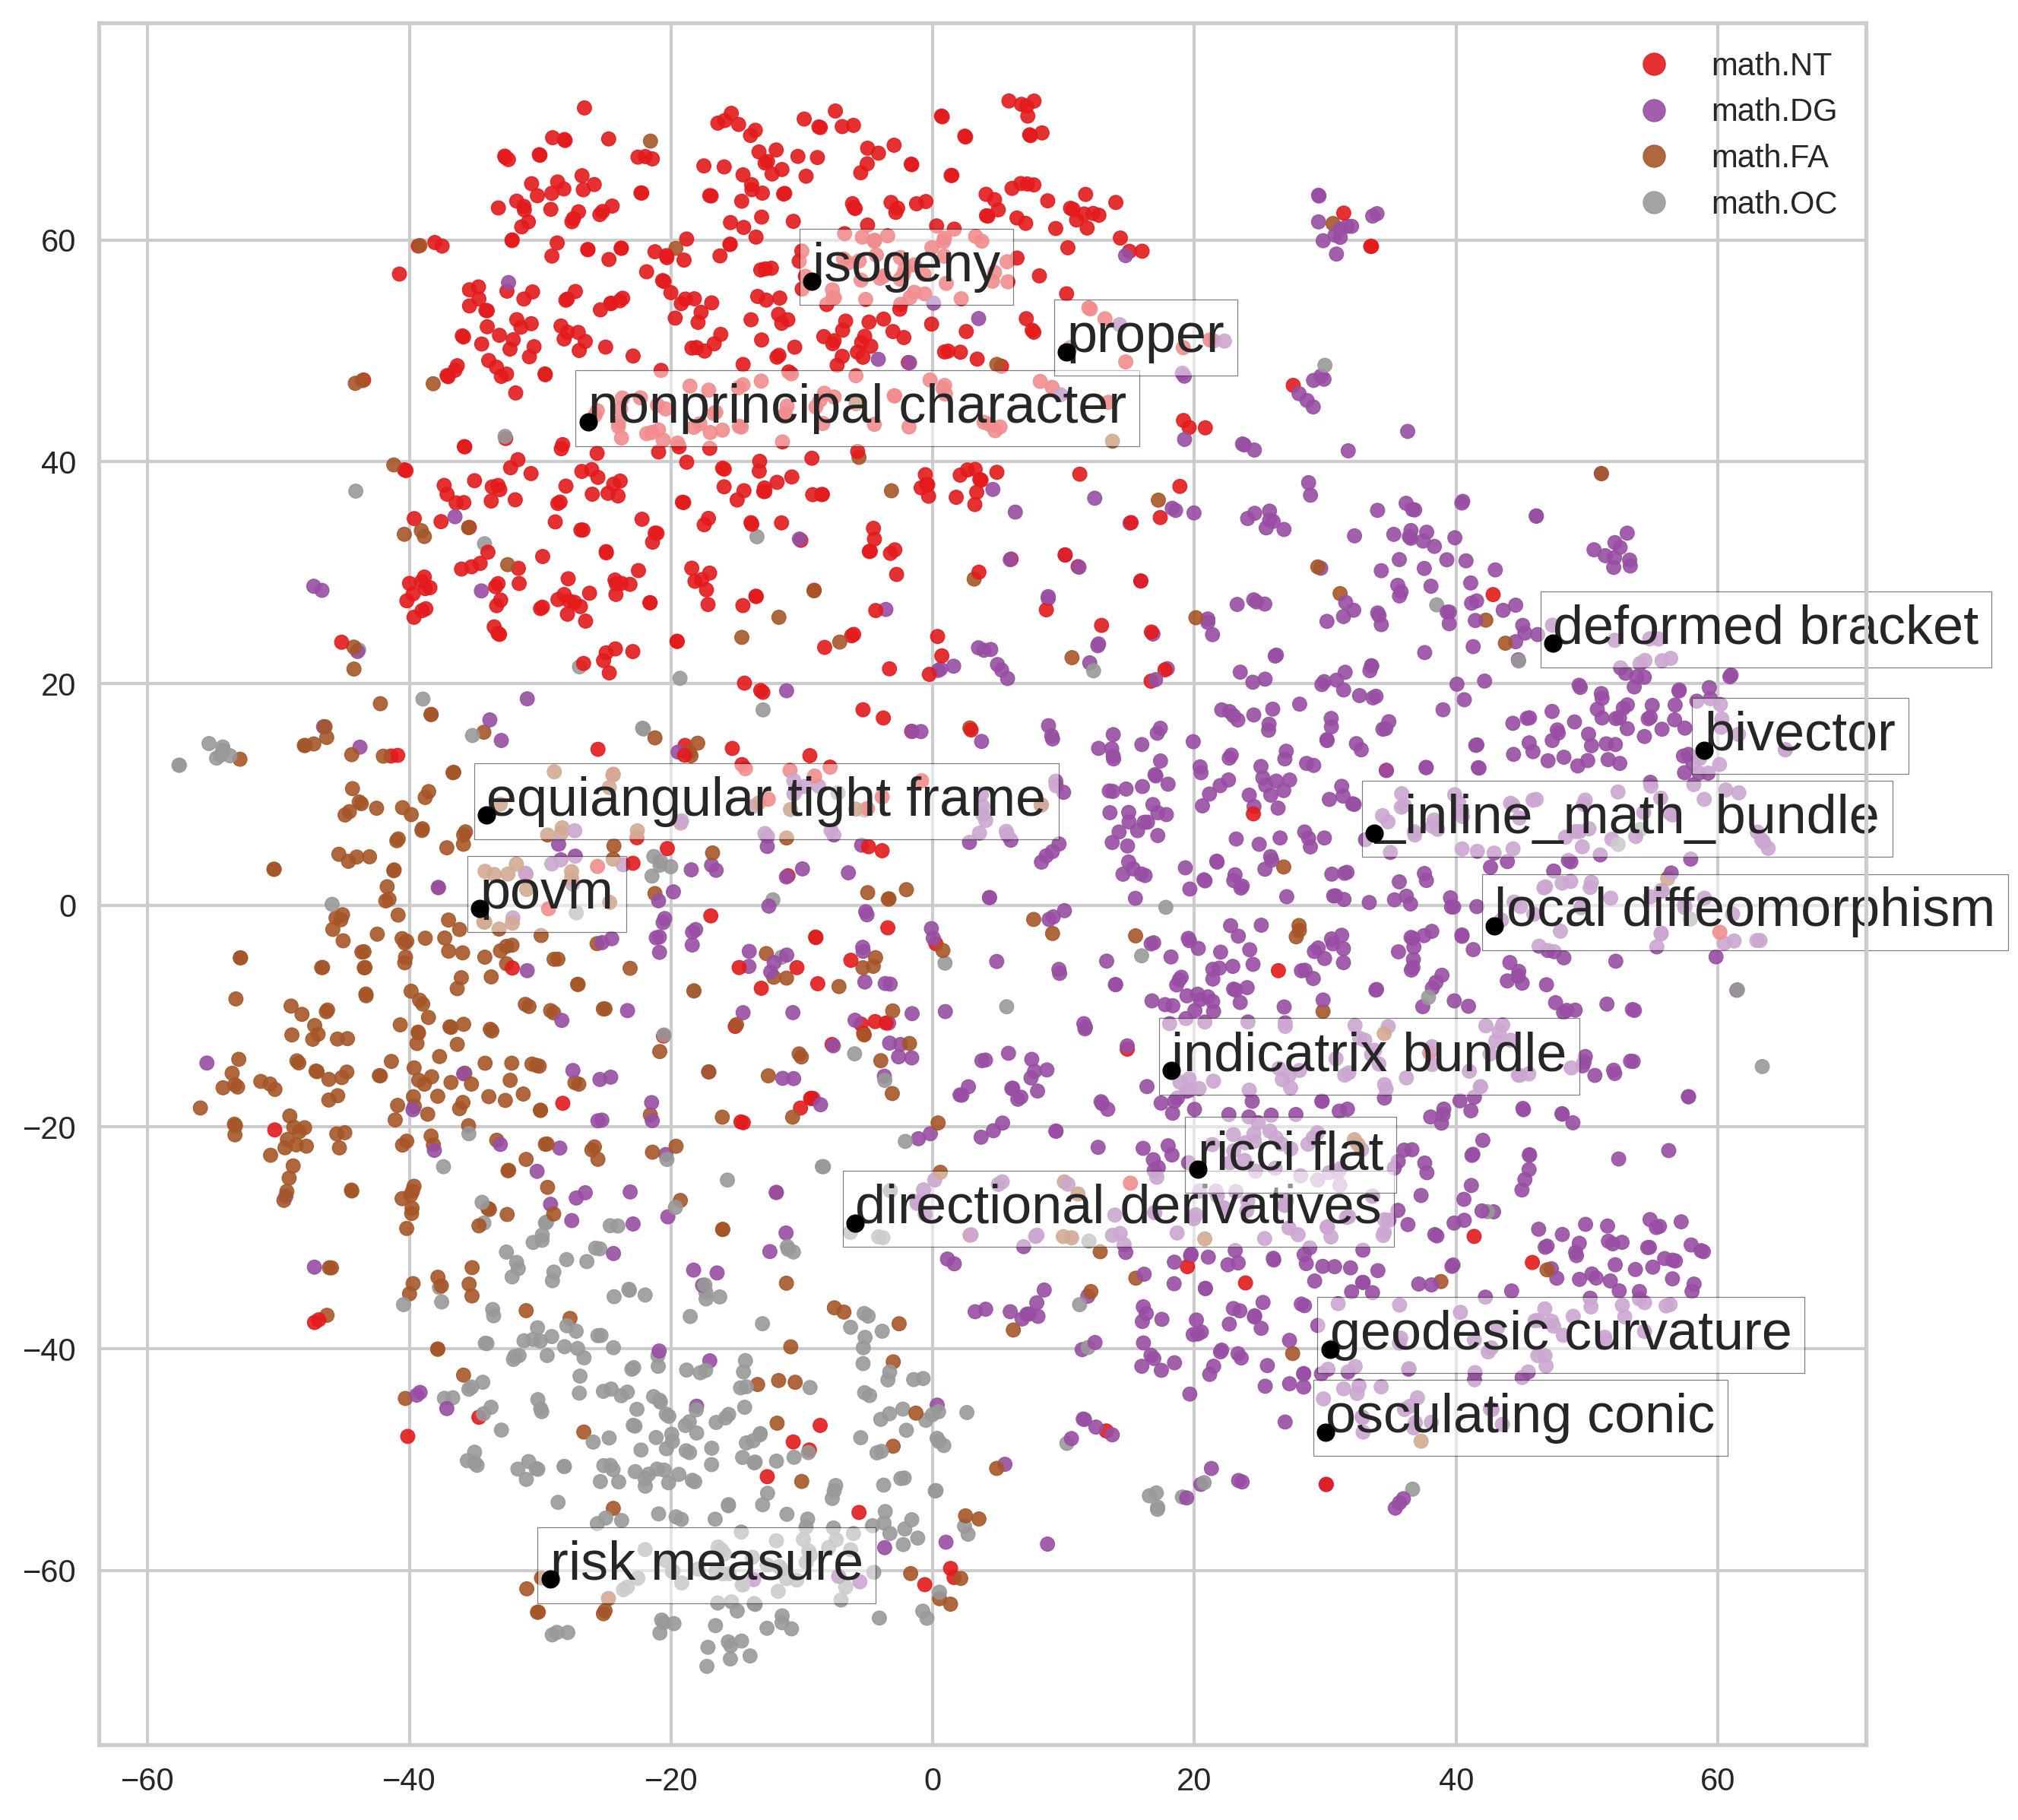 math.NT
math.DG
math.FA
math.OC
isogeny
proper
nonprincipal character
deformed bracket
bivector
equiangular tight frame
_inline_math_bundle
povm
local diffeomorphism
indicatrix bundle
ricci flat
directional derivatives
geodesic curvature
osculating conic
risk measure
60
40
20
0
−20
−40
−60
−60 −40 −20 0 20 40 60